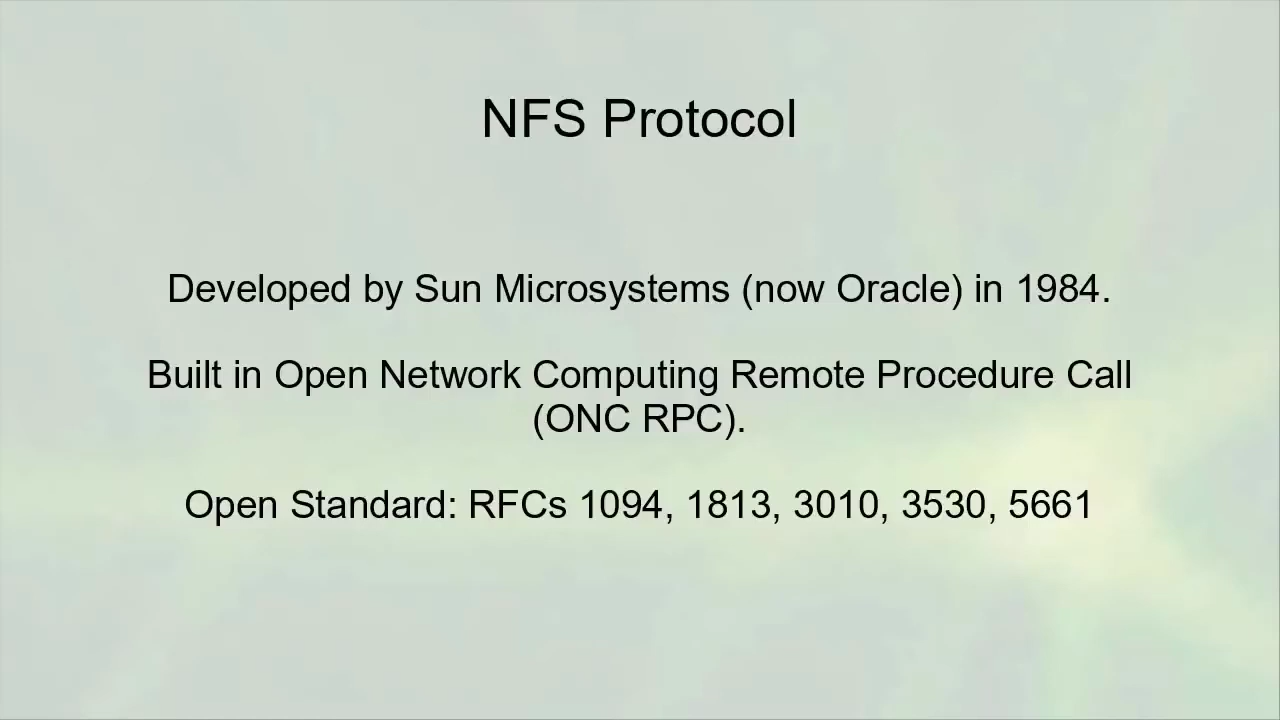 NFS Protocol
Developed by Sun Microsystems (now Oracle) in 1984.
Built in Open Network Computing Remote Procedure Call
(ONC RPC).
Open Standard: RFCs 1094, 1813, 3010, 3530, 5661